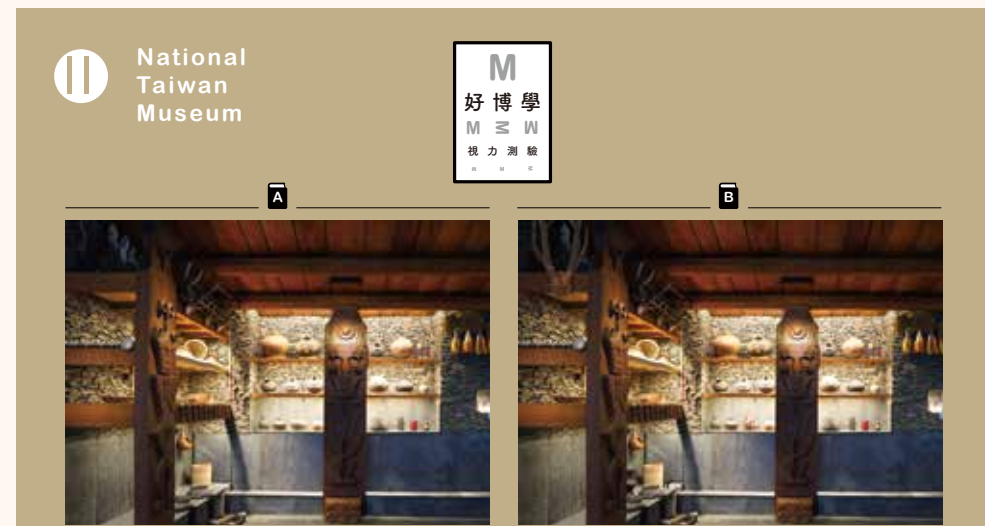 National
Taiwan
Museum
M
好博學
M M M
視力測驗
M M M
A
B